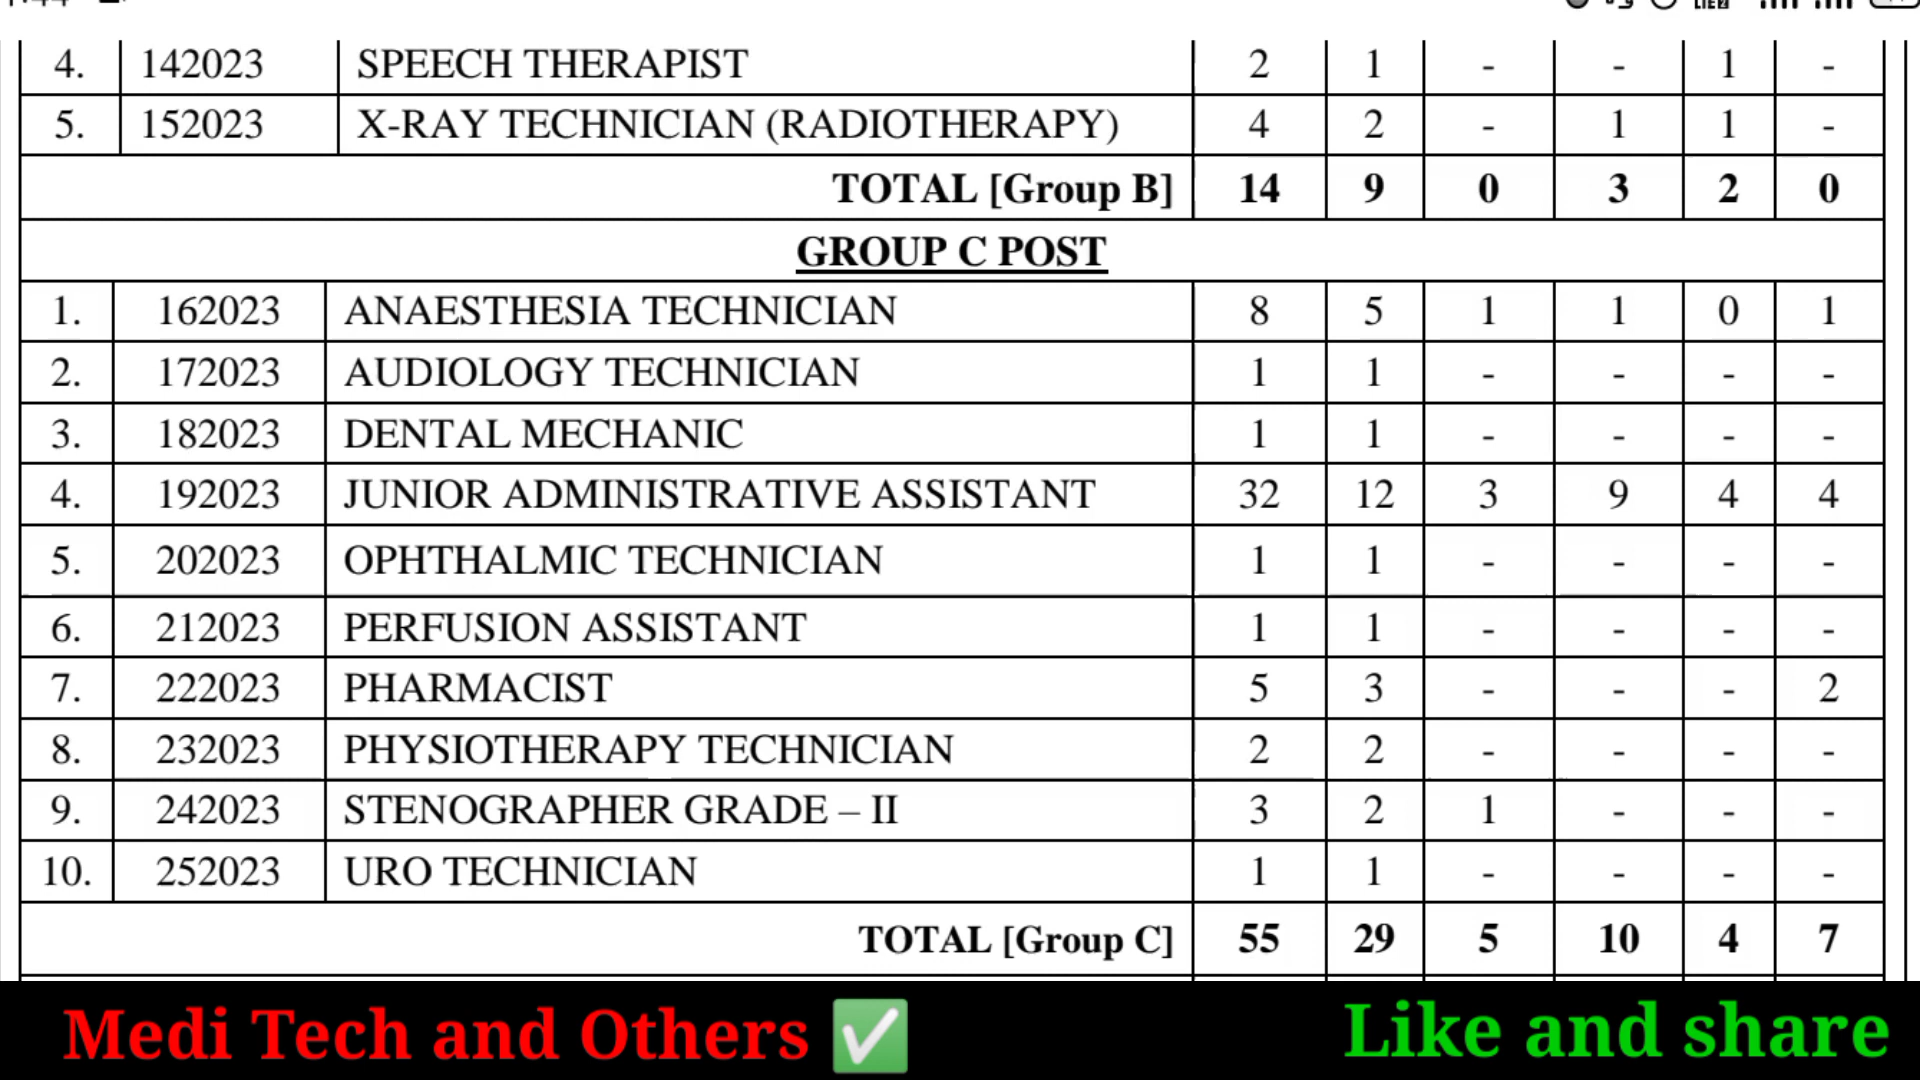 4. 142023 SPEECH THERAPIST 2 1 - - 1 -
5. 152023 X-RAY TECHNICIAN (RADIOTHERAPY) 4 2 - 1 1 -
TOTAL [Group B] 14 9 0 3 2 0
GROUP C POST
1. 162023 ANAESTHESIA TECHNICIAN 8 5 1 1 0 1
2. 172023 AUDIOLOGY TECHNICIAN 1 1 - - - -
3. 182023 DENTAL MECHANIC 1 1 - - - -
4. 192023 JUNIOR ADMINISTRATIVE ASSISTANT 32 12 3 9 4 4
5. 202023 OPHTHALMIC TECHNICIAN 1 1 - - - -
6. 212023 PERFUSION ASSISTANT 1 1 - - - -
7. 222023 PHARMACIST 5 3 - - - 2
8. 232023 PHYSIOTHERAPY TECHNICIAN 2 2 - - - -
9. 242023 STENOGRAPHER GRADE – II 3 2 1 - - -
10. 252023 URO TECHNICIAN 1 1 - - - -
TOTAL [Group C] 55 29 5 10 4 7
Medi Tech and Others ✅ Like and share